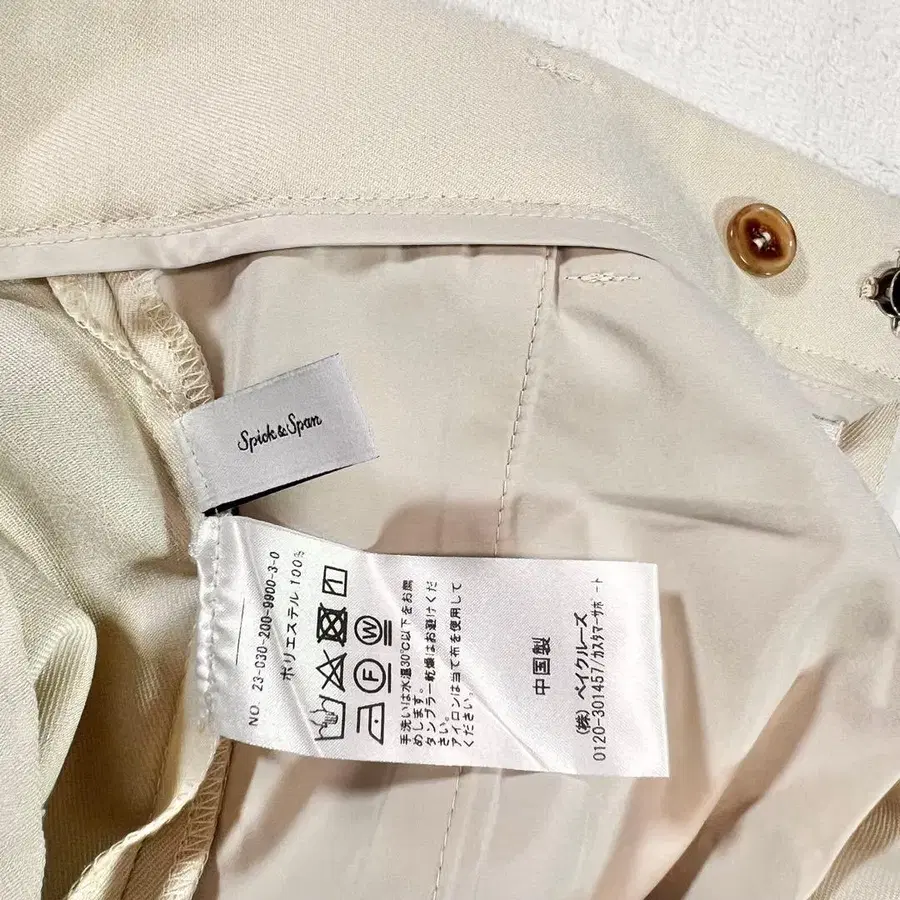 Spick & Span
NO. 23-030-200-9900-3-0
ポリエステル 100%
F W
手洗いは水温30℃以下をお薦
めします。
タンブラー乾燥はお避けくだ
さい。
アイロンは当て布を使用して
ください。
中国製
(株) ベイクルーズ
0120-301457/カスタマーサポート